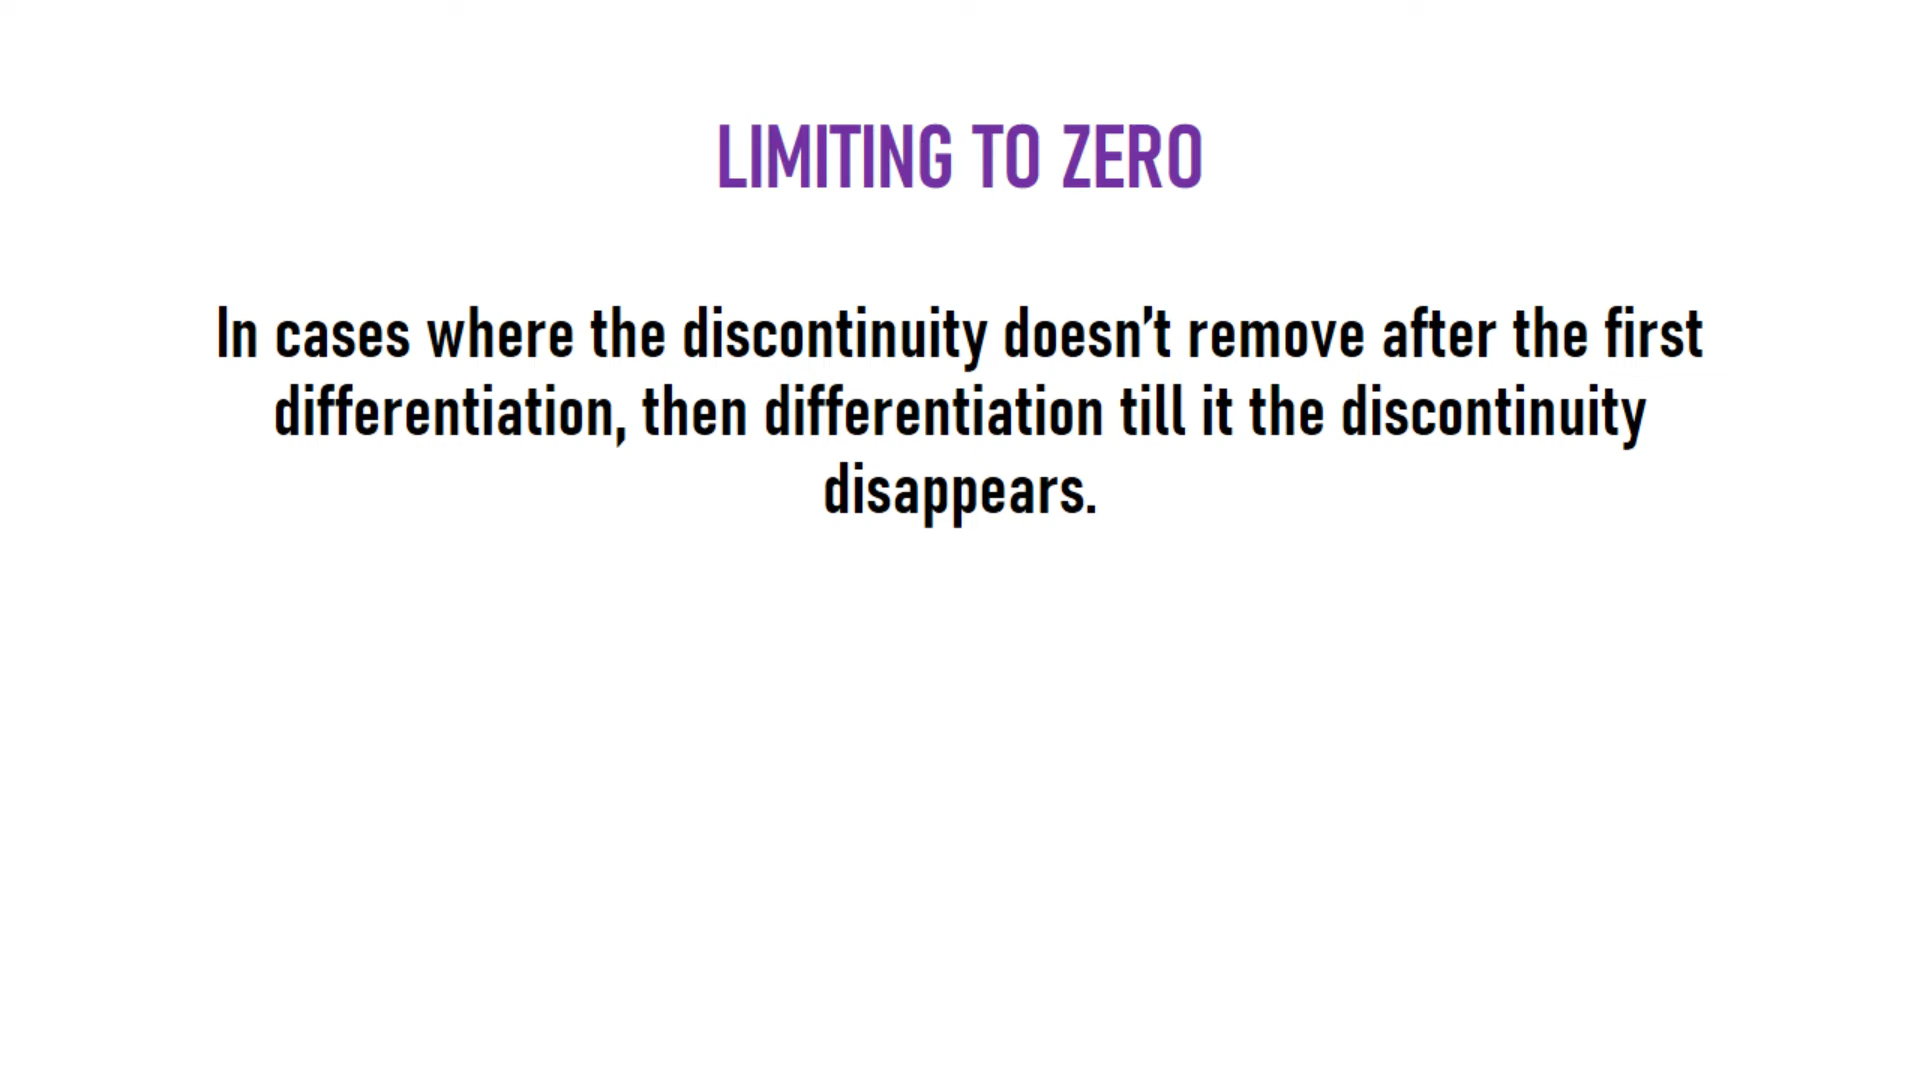 LIMITING TO ZERO
In cases where the discontinuity doesn’t remove after the first
differentiation, then differentiation till it the discontinuity
disappears.